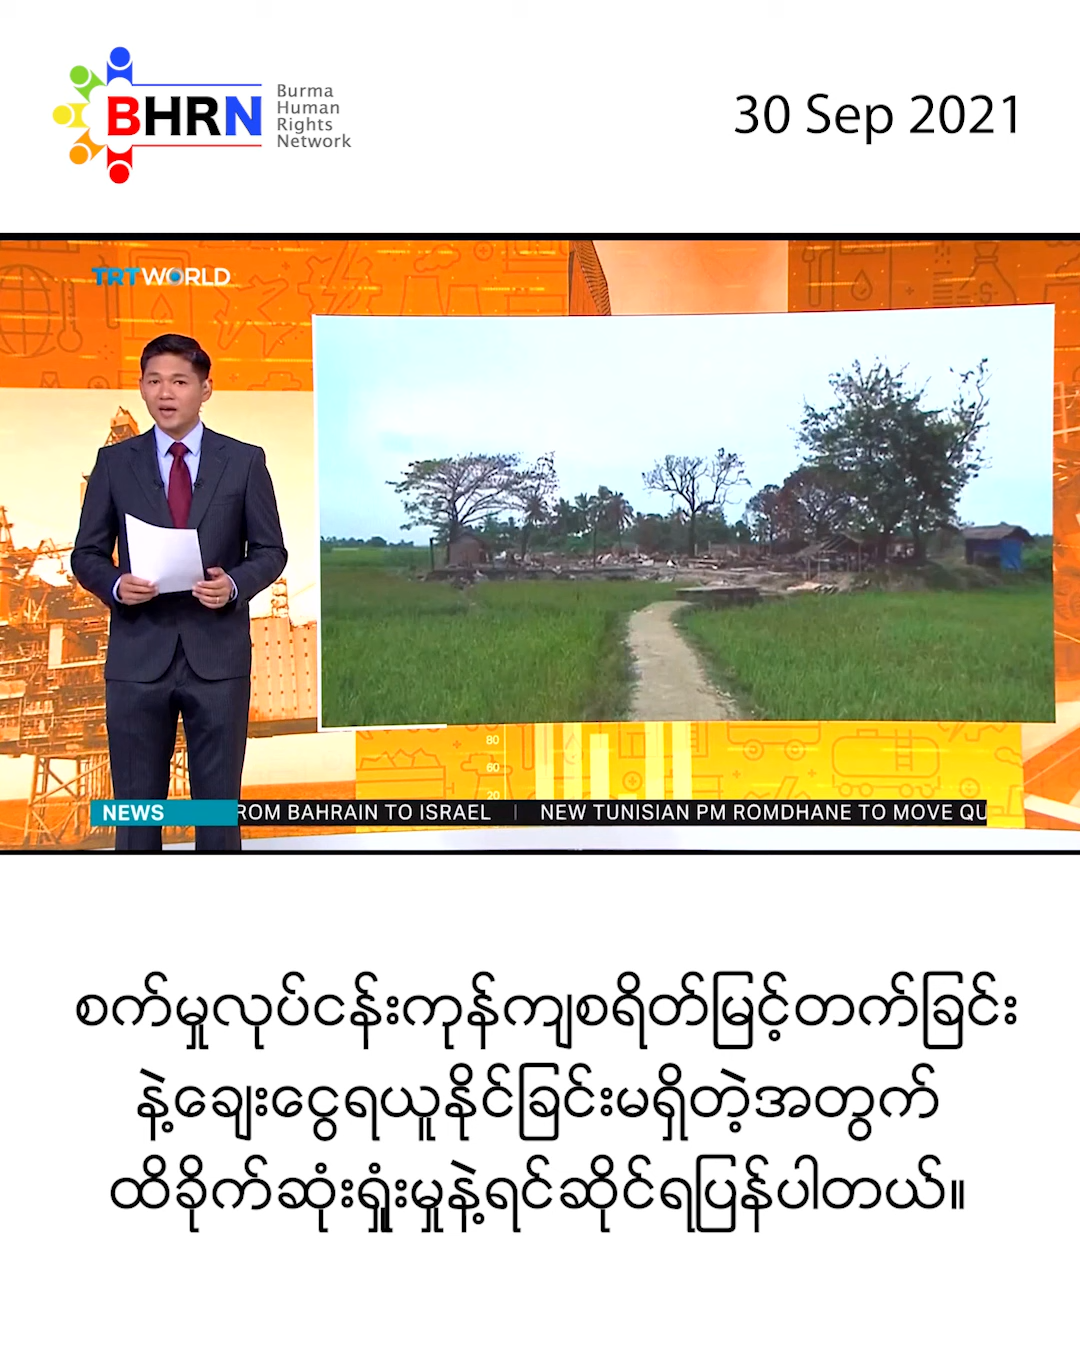 BHRN
Burma
Human
Rights
Network
30 Sep 2021
TRT WORLD
80
60
20
NEWS ROM BAHRAIN TO ISRAEL | NEW TUNISIAN PM ROMDHANE TO MOVE QU
စက်မှုလုပ်ငန်းကုန်ကျစရိတ်မြင့်တက်ခြင်း
နဲ့ချေးငွေရယူနိုင်ခြင်းမရှိတဲ့အတွက်
ထိခိုက်ဆုံးရှုံးမှုနဲ့ရင်ဆိုင်ရပြန်ပါတယ်။